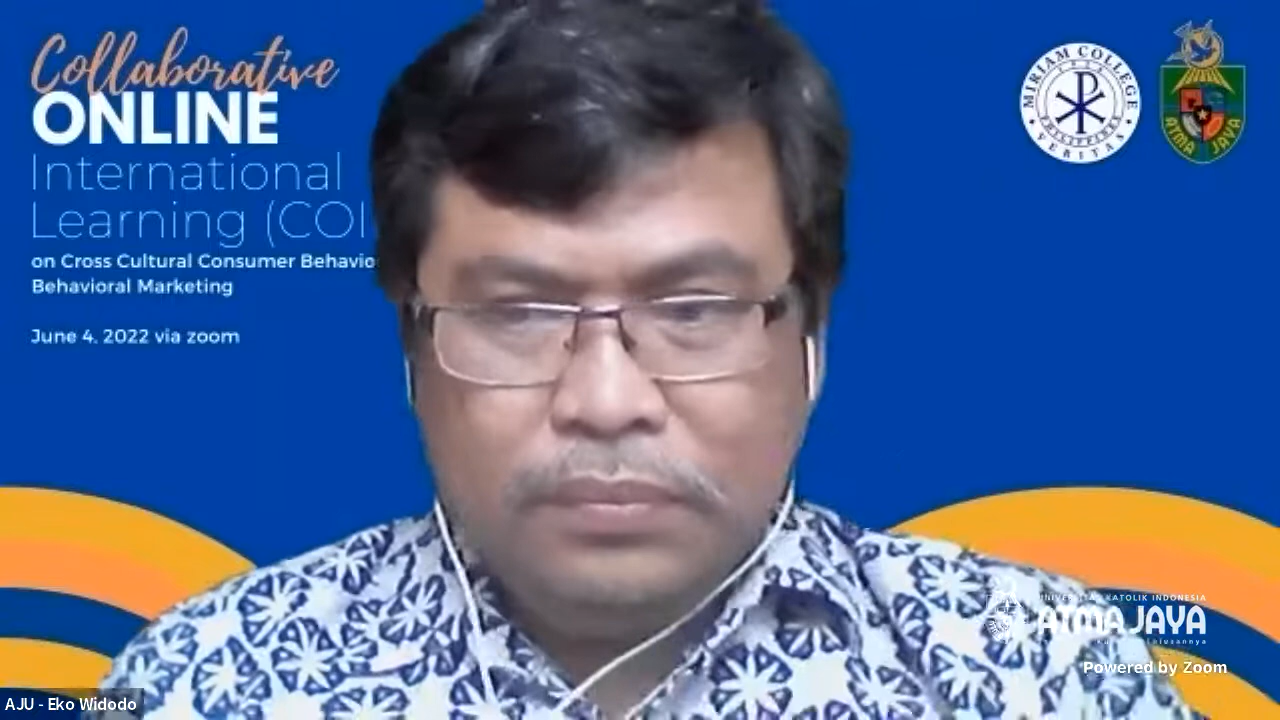 Collaborative
ONLINE
International
Learning (COI
on Cross Cultural Consumer Behavio
Behavioral Marketing
June 4, 2022 via zoom
MIRIAM COLLEGE
PHILIPPINES
VERITAS
ATMA JAYA
UNIVERSITAS KATOLIK INDONESIA
ATMA JAYA
Powered by Zoom
AJU - Eko Widodo